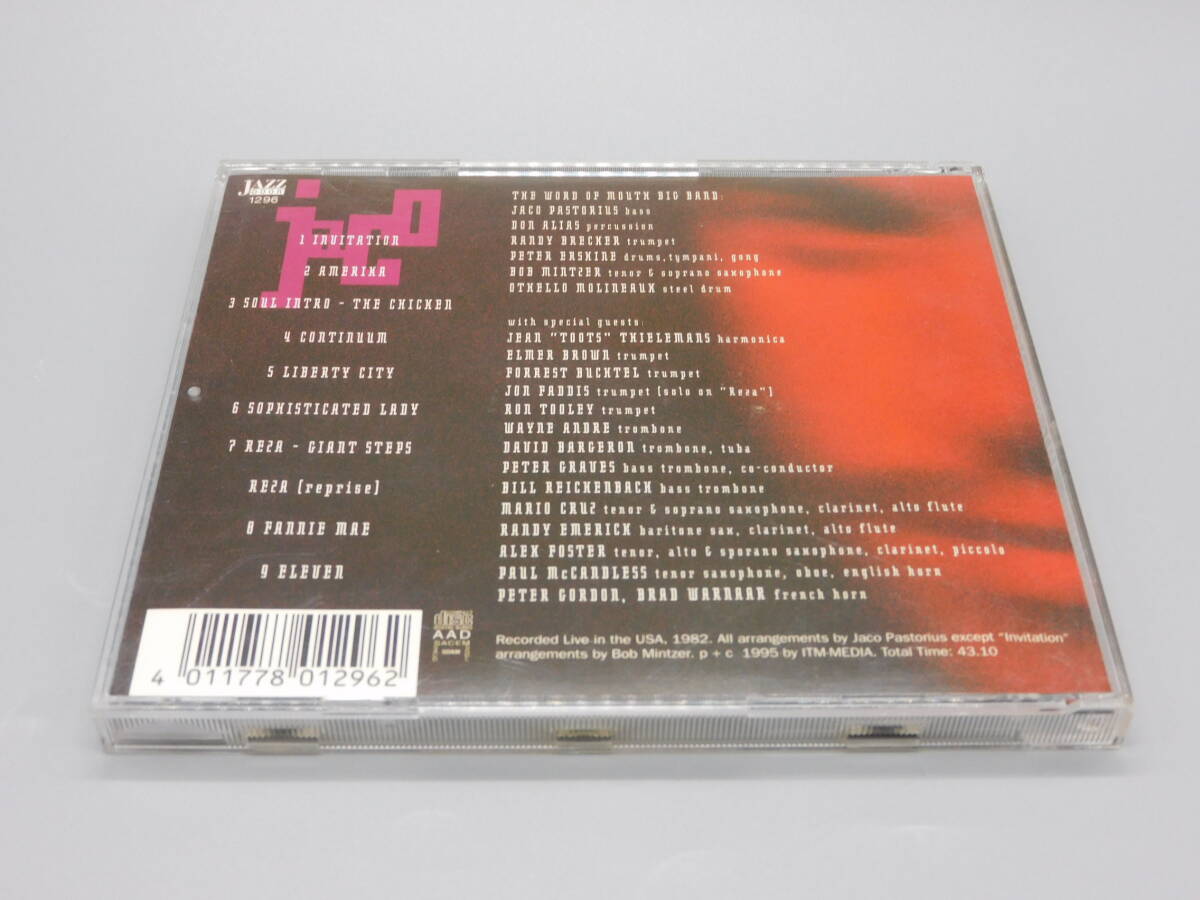 JAZZ
DOOR
1296
jaco
1 INVITATION
2 AMERIKA
3 SOUL INTRO - THE CHICKEN
4 CONTINUUM
5 LIBERTY CITY
6 SOPHISTICATED LADY
7 REZA - GIANT STEPS
REZA [reprise]
8 FANNIE MAE
9 ELEVEN
THE WORD OF MOUTH BIG BAND:
JACO PASTORIUS bass
DON ALIAS percussion
RANDY BRECKER trumpet
PETER ERSKINE drums, tympani, gong
BOB MINTZER tenor & soprano saxophone
OTHELLO MOLINEAUX steel drum
with special guests:
JEAN "TOOTS" THIELEMANS harmonica
ELMER BROWN trumpet
FORREST BUCHTEL trumpet
JON FADDIS trumpet [solo on "Reza"]
RON TOOLEY trumpet
WAYNE ANDRE trombone
DAVID BARGERON trombone, tuba
PETER GRAVES bass trombone, co-conductor
BILL REICHENBACK bass trombone
MARIO CRUZ tenor & soprano saxophone, clarinet, alto flute
RANDY EMERICK baritone sax, clarinet, alto flute
ALEX FOSTER tenor, alto & sporano saxophone, clarinet, piccolo
PAUL McCANDLESS tenor saxophone, oboe, english horn
PETER GORDON, BRAD WARNAAR french horn
4 011778 012962
disc
AAD
SACEM
Recorded Live in the USA, 1982. All arrangements by Jaco Pastorius except "Invitation"
arrangements by Bob Mintzer. p + c 1995 by ITM-MEDIA. Total Time: 43.10